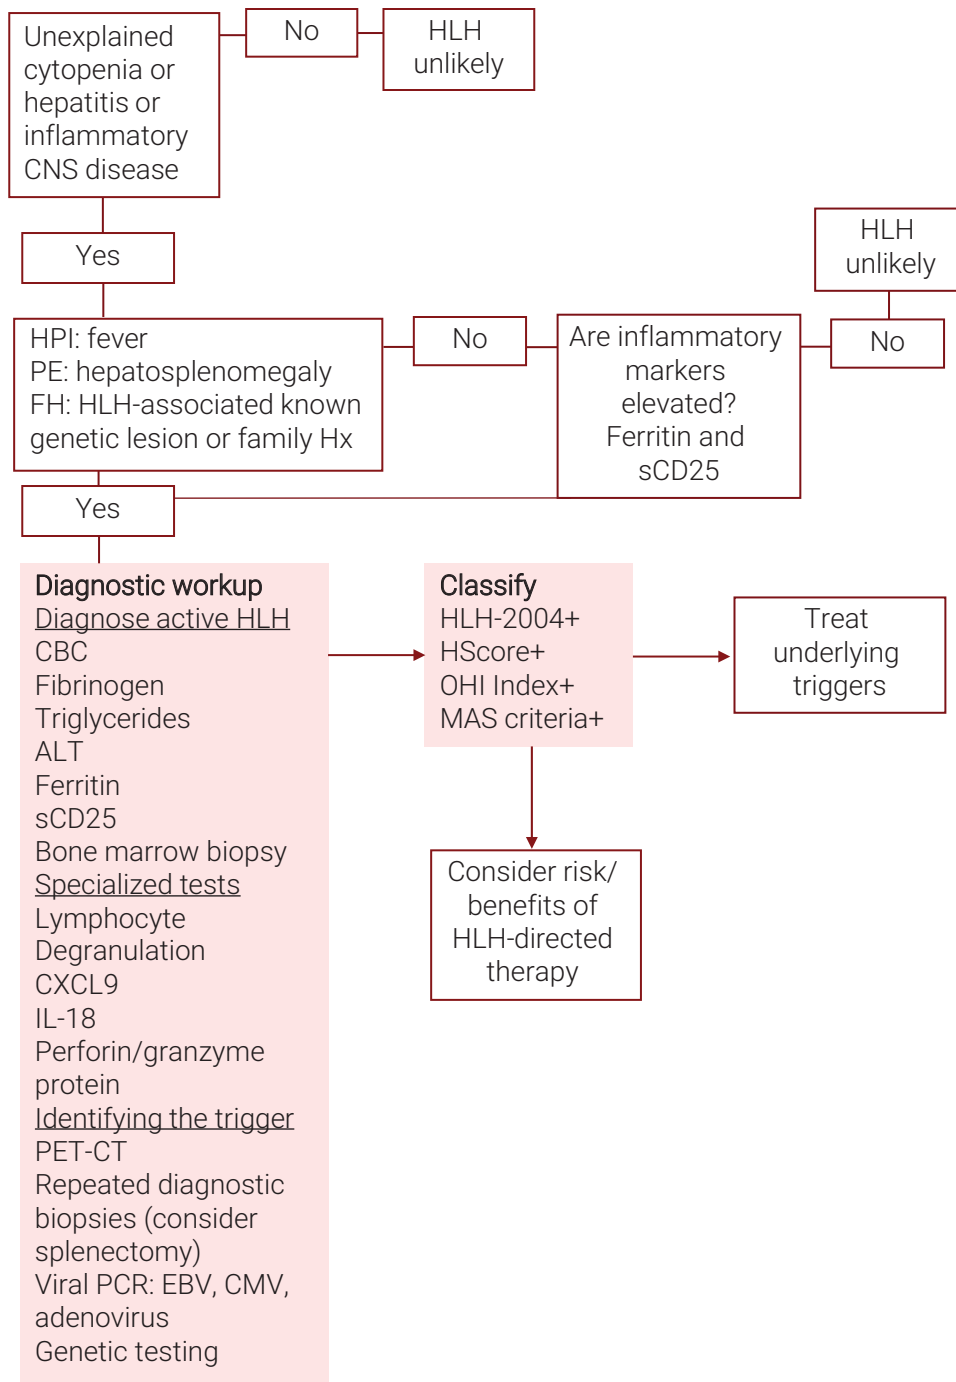 Unexplained
cytopenia or
hepatitis or
inflammatory
CNS disease
No
HLH
unlikely
Yes
HPI: fever
PE: hepatosplenomegaly
FH: HLH-associated known
genetic lesion or family Hx
No
Are inflammatory
markers
elevated?
Ferritin and
sCD25
No
HLH
unlikely
Yes
Diagnostic workup
Diagnose active HLH
CBC
Fibrinogen
Triglycerides
ALT
Ferritin
sCD25
Bone marrow biopsy
Specialized tests
Lymphocyte
Degranulation
CXCL9
IL-18
Perforin/granzyme
protein
Identifying the trigger
PET-CT
Repeated diagnostic
biopsies (consider
splenectomy)
Viral PCR: EBV, CMV,
adenovirus
Genetic testing
Classify
HLH-2004+
HScore+
OHI Index+
MAS criteria+
Treat
underlying
triggers
Consider risk/
benefits of
HLH-directed
therapy